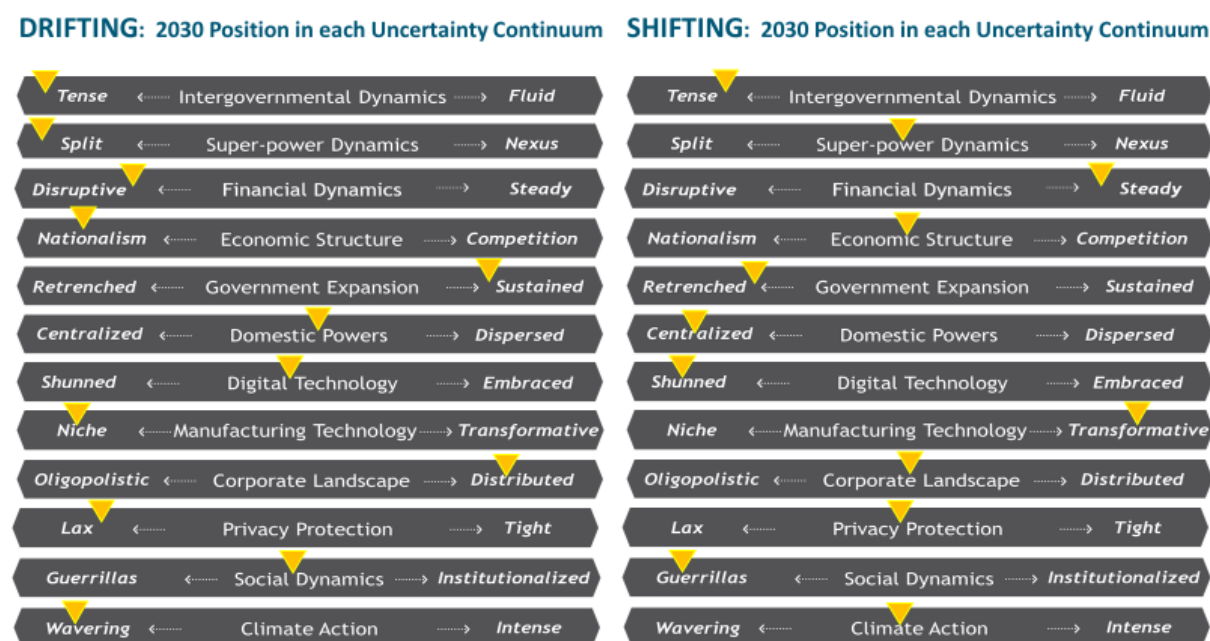 DRIFTING: 2030 Position in each Uncertainty Continuum
Tense Intergovernmental Dynamics Fluid
Split Super-power Dynamics Nexus
Disruptive Financial Dynamics Steady
Nationalism Economic Structure Competition
Retrenched Government Expansion Sustained
Centralized Domestic Powers Dispersed
Shunned Digital Technology Embraced
Niche Manufacturing Technology Transformative
Oligopolistic Corporate Landscape Distributed
Lax Privacy Protection Tight
Guerrillas Social Dynamics Institutionalized
Wavering Climate Action Intense
SHIFTING: 2030 Position in each Uncertainty Continuum
Tense Intergovernmental Dynamics Fluid
Split Super-power Dynamics Nexus
Disruptive Financial Dynamics Steady
Nationalism Economic Structure Competition
Retrenched Government Expansion Sustained
Centralized Domestic Powers Dispersed
Shunned Digital Technology Embraced
Niche Manufacturing Technology Transformative
Oligopolistic Corporate Landscape Distributed
Lax Privacy Protection Tight
Guerrillas Social Dynamics Institutionalized
Wavering Climate Action Intense